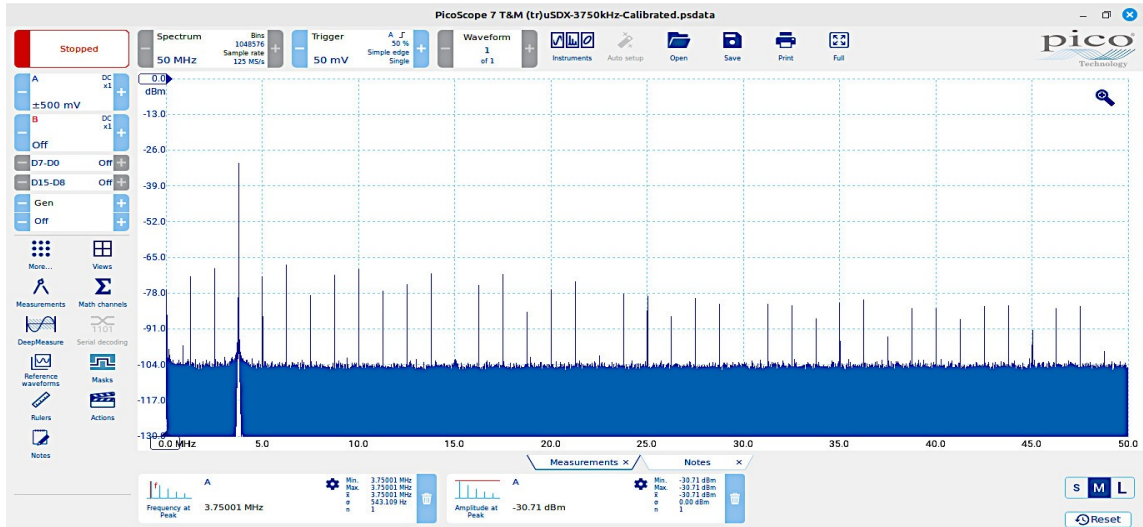 PicoScope 7 T&M (tr)uSDX-3750kHz-Calibrated.psdata
Stopped
Spectrum
50 MHz
Bins
1048576
Sample rate
125 MS/s
Trigger
50 mV
A
50 %
Simple edge
Single
Waveform
1
of 1
Instruments
Auto setup
Open
Save
Print
Full
pico
Technology
A
DC
x1
±500 mV
B
DC
x1
Off
D7-D0 Off
D15-D8 Off
Gen
Off
More...
Views
Measurements
Math channels
DeepMeasure
1101
Serial decoding
Reference
waveforms
Masks
Rulers
Actions
Notes
0.0
dBm
-13.0
-26.0
-39.0
-52.0
-65.0
-78.0
-91.0
-104.0
-117.0
-130.0
0.0 MHz 5.0 10.0 15.0 20.0 25.0 30.0 35.0 40.0 45.0 50.0
Measurements × Notes ×
f
Frequency at
Peak
A
3.75001 MHz
Min. 3.75001 MHz
Max. 3.75001 MHz
x̄ 3.75001 MHz
σ 543.109 Hz
n 1
Amplitude at
Peak
A
-30.71 dBm
Min. -30.71 dBm
Max. -30.71 dBm
x̄ -30.71 dBm
σ 0.00 dBm
n 1
S M L
Reset